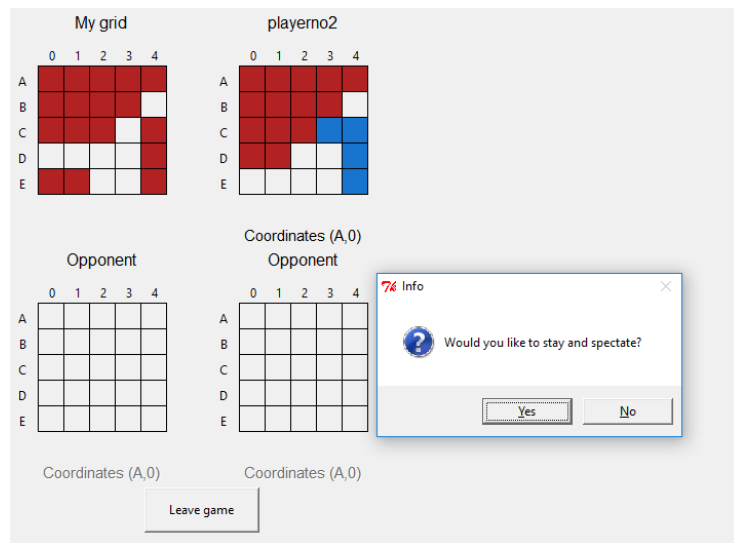 My grid
playerno2
0 1 2 3 4
0 1 2 3 4
A
A
B
B
C
C
D
D
E
E
Coordinates (A,0)
Opponent
Opponent
Info
0 1 2 3 4
0 1 2 3 4
A
A
B
B
Would you like to stay and spectate?
C
C
D
D
Yes
No
E
E
Coordinates (A,0)
Coordinates (A,0)
Leave game